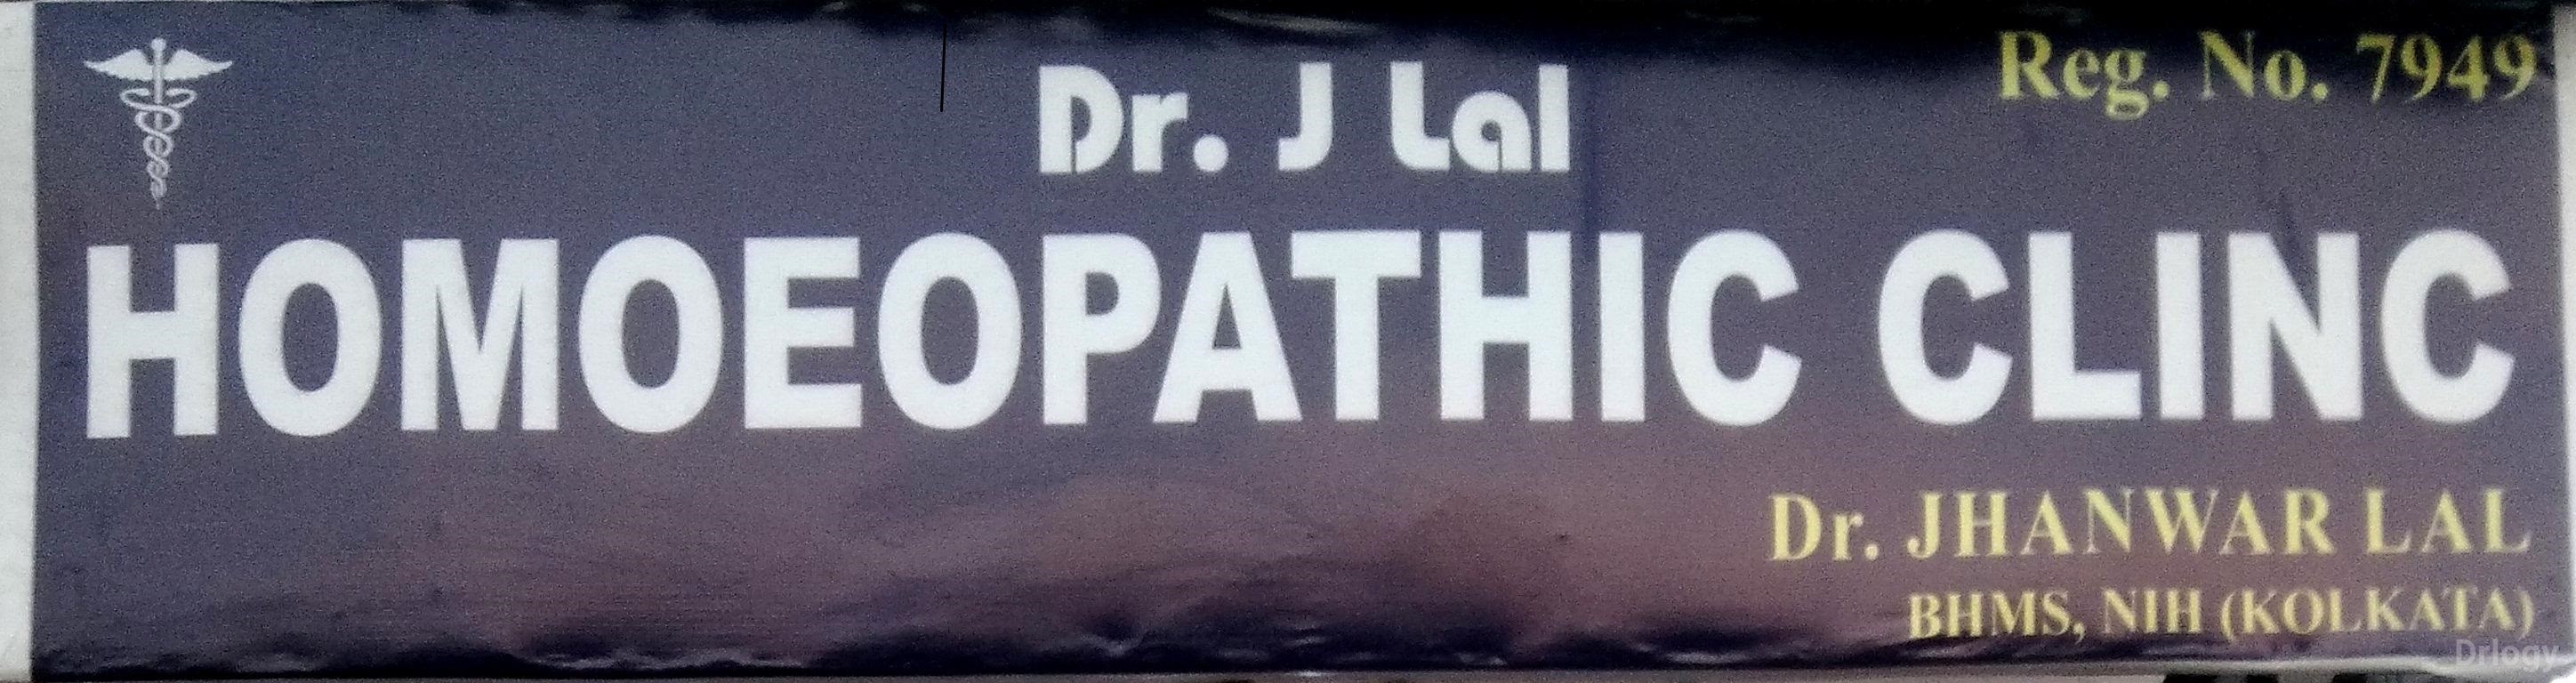 Reg. No. 7949
Dr. J Lal
HOMOEOPATHIC CLINC
Dr. JHANWAR LAL
BHMS, NIH (KOLKATA)
Drlogy